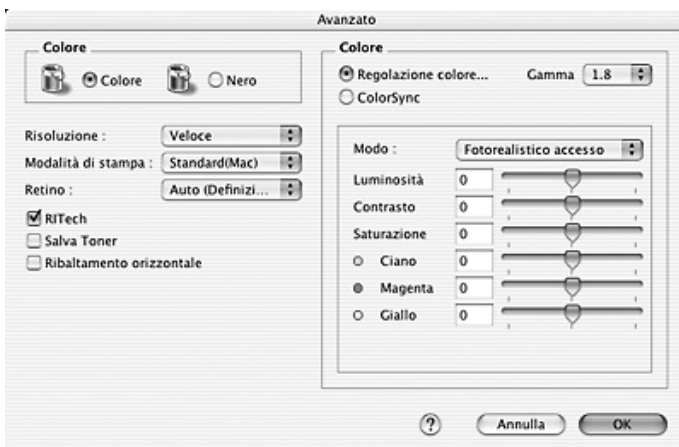 Avanzato
Colore
Colore
Nero
Risoluzione :
Veloce
Modalità di stampa :
Standard(Mac)
Retino :
Auto (Definizi...
RITech
Salva Toner
Ribaltamento orizzontale
Colore
Regolazione colore...
Gamma
1.8
ColorSync
Modo :
Fotorealistico accesso
Luminosità
0
Contrasto
0
Saturazione
0
Ciano
0
Magenta
0
Giallo
0
?
Annulla
OK